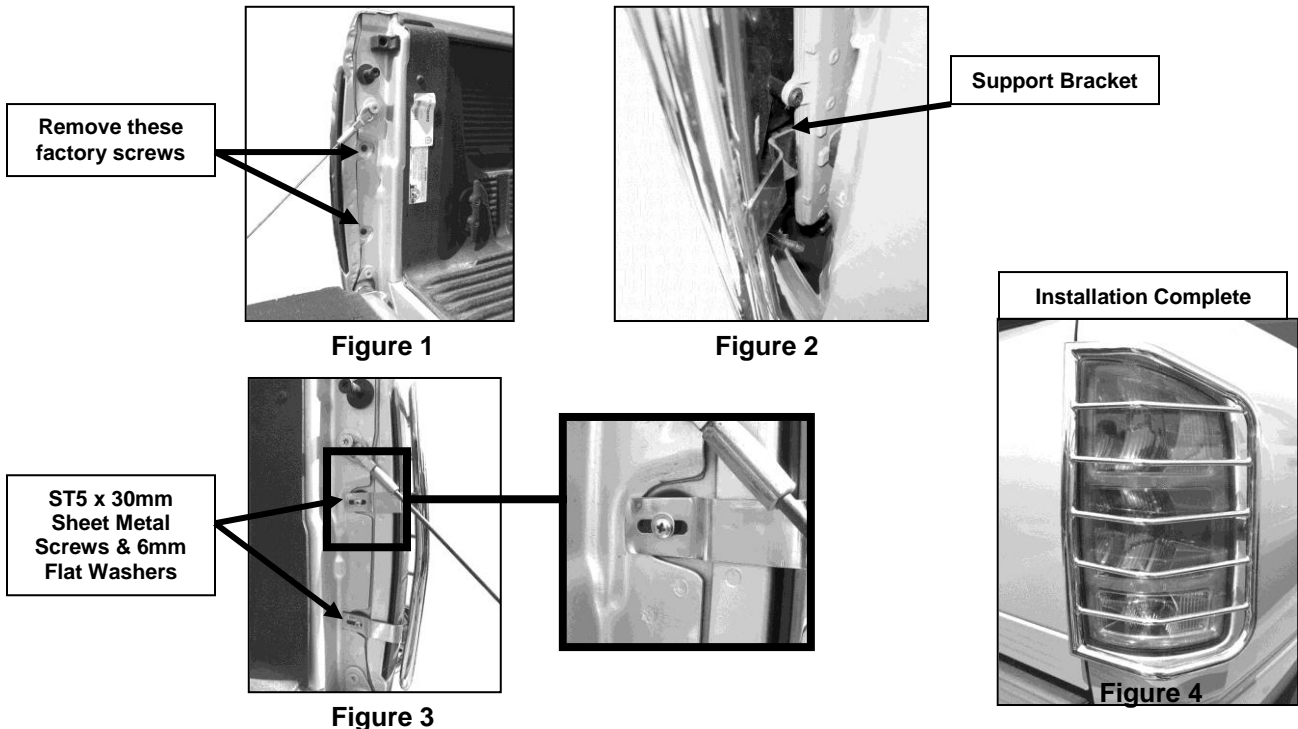 Remove these
factory screws
Support Bracket
Figure 1
Figure 2
Installation Complete
ST5 x 30mm
Sheet Metal
Screws & 6mm
Flat Washers
Figure 3
Figure 4